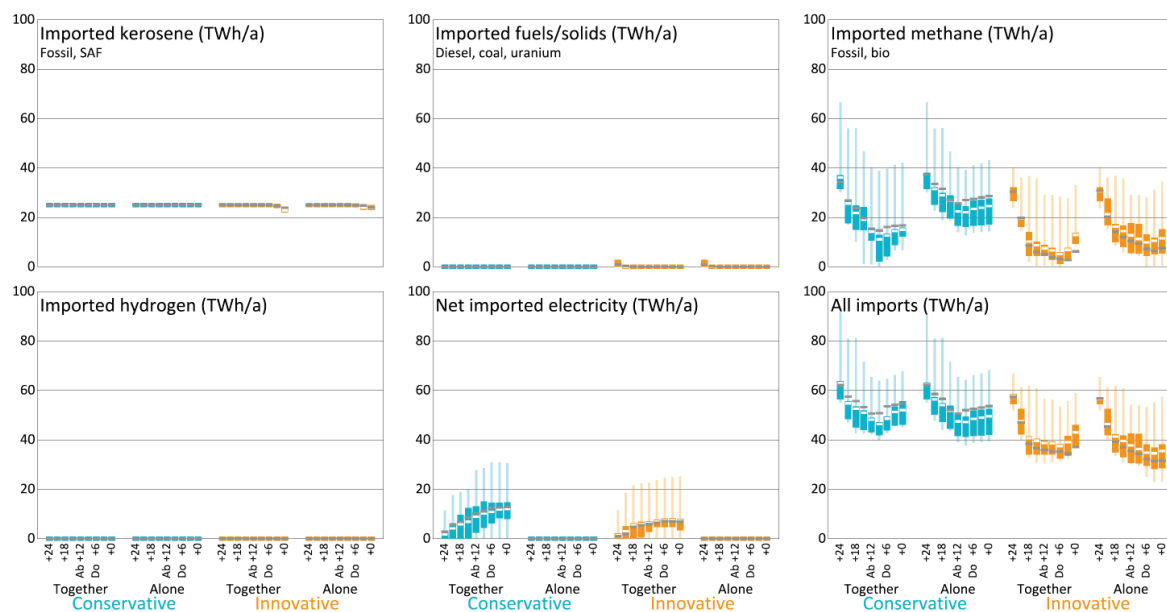 Imported kerosene (TWh/a)
Fossil, SAF
100
80
60
40
20
0
Imported fuels/solids (TWh/a)
Diesel, coal, uranium
100
80
60
40
20
0
Imported methane (TWh/a)
Fossil, bio
100
80
60
40
20
0
Imported hydrogen (TWh/a)
100
80
60
40
20
0
+24 +18 Ab +12 Do +6 +0 +24 +18 Ab +12 Do +6 +0 +24 +18 Ab +12 Do +6 +0 +24 +18 Ab +12 Do +6 +0
Together Alone Together Alone
Conservative Innovative
Net imported electricity (TWh/a)
100
80
60
40
20
0
+24 +18 Ab +12 Do +6 +0 +24 +18 Ab +12 Do +6 +0 +24 +18 Ab +12 Do +6 +0 +24 +18 Ab +12 Do +6 +0
Together Alone Together Alone
Conservative Innovative
All imports (TWh/a)
100
80
60
40
20
0
+24 +18 Ab +12 Do +6 +0 +24 +18 Ab +12 Do +6 +0 +24 +18 Ab +12 Do +6 +0 +24 +18 Ab +12 Do +6 +0
Together Alone Together Alone
Conservative Innovative